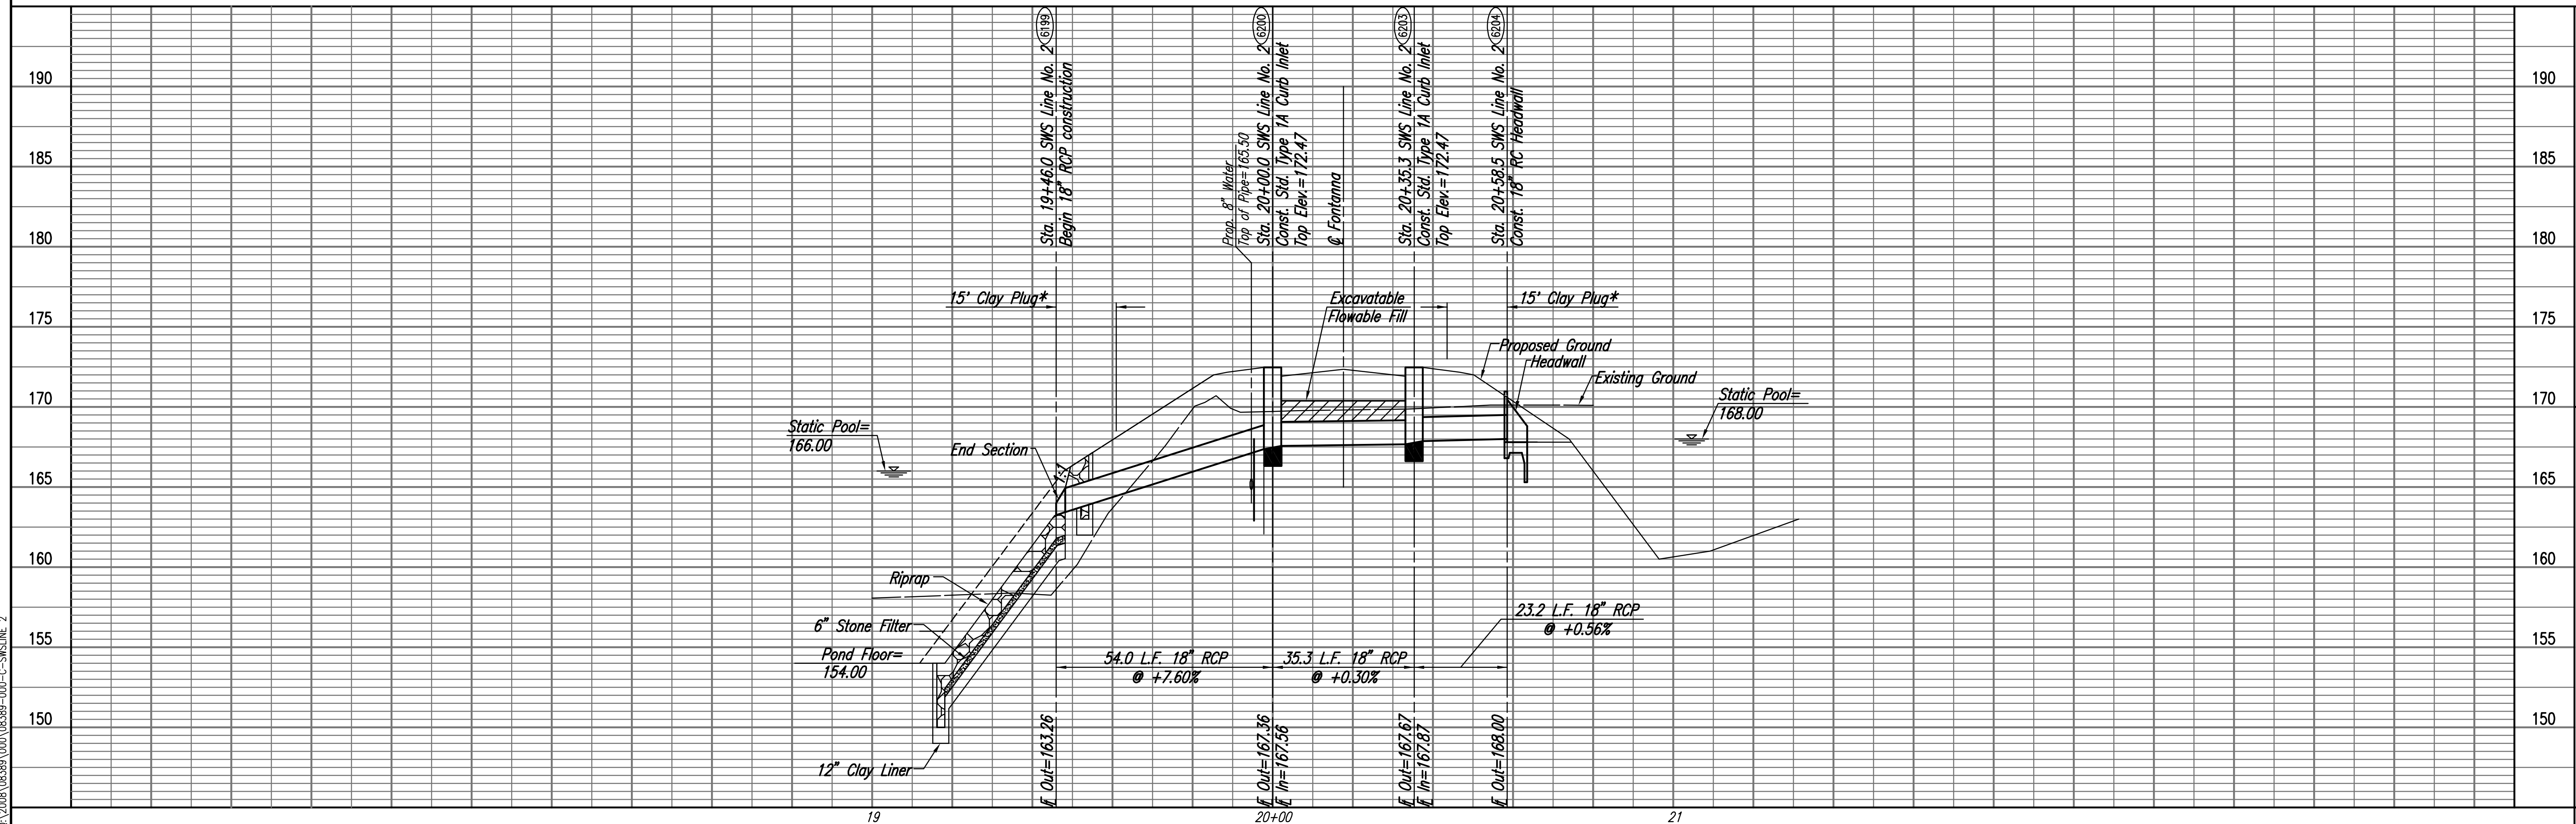 6199
6200
6203
6204
Sta. 19+46.0 SWS Line No. 2
Begin 18" RCP construction
Prop. 8" Water
Top of Pipe=165.50
Sta. 20+00.0 SWS Line No. 2
Const. Std. Type 1A Curb Inlet
Top Elev.=172.47
℄ Fontanna
Sta. 20+35.3 SWS Line No. 2
Const. Std. Type 1A Curb Inlet
Top Elev.=172.47
Sta. 20+58.5 SWS Line No. 2
Const. 18" RC Headwall
190
190
185
185
180
180
175
175
170
170
165
165
160
160
155
155
150
150
15' Clay Plug*
Excavatable
Flowable Fill
15' Clay Plug*
Proposed Ground
Headwall
Existing Ground
Static Pool=
168.00
Static Pool=
166.00
End Section
Riprap
6" Stone Filter
Pond Floor=
154.00
12" Clay Liner
54.0 L.F. 18" RCP
@ +7.60%
35.3 L.F. 18" RCP
@ +0.30%
23.2 L.F. 18" RCP
@ +0.56%
FL Out=163.26
FL Out=167.36
FL In=167.56
FL Out=167.67
FL In=167.87
FL Out=168.00
19
20+00
21